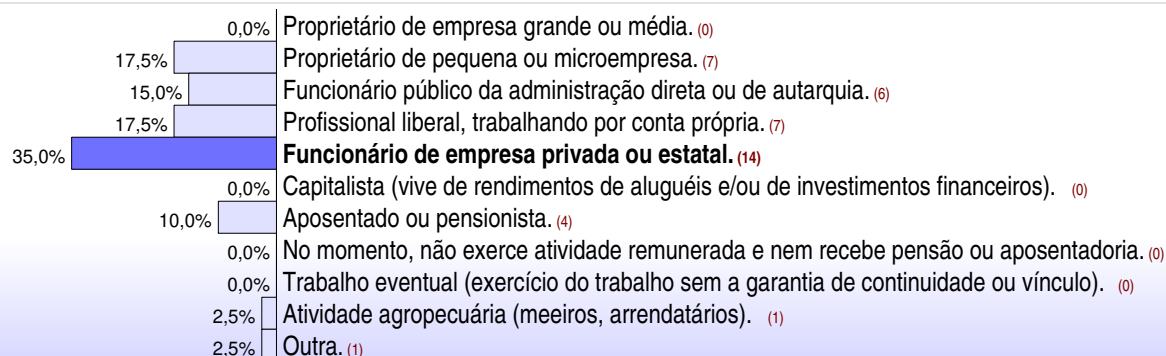 0,0% Proprietário de empresa grande ou média. (0)
17,5% Proprietário de pequena ou microempresa. (7)
15,0% Funcionário público da administração direta ou de autarquia. (6)
17,5% Profissional liberal, trabalhando por conta própria. (7)
35,0% Funcionário de empresa privada ou estatal. (14)
0,0% Capitalista (vive de rendimentos de aluguéis e/ou de investimentos financeiros). (0)
10,0% Aposentado ou pensionista. (4)
0,0% No momento, não exerce atividade remunerada e nem recebe pensão ou aposentadoria. (0)
0,0% Trabalho eventual (exercício do trabalho sem a garantia de continuidade ou vínculo). (0)
2,5% Atividade agropecuária (meeiros, arrendatários). (1)
2,5% Outra. (1)